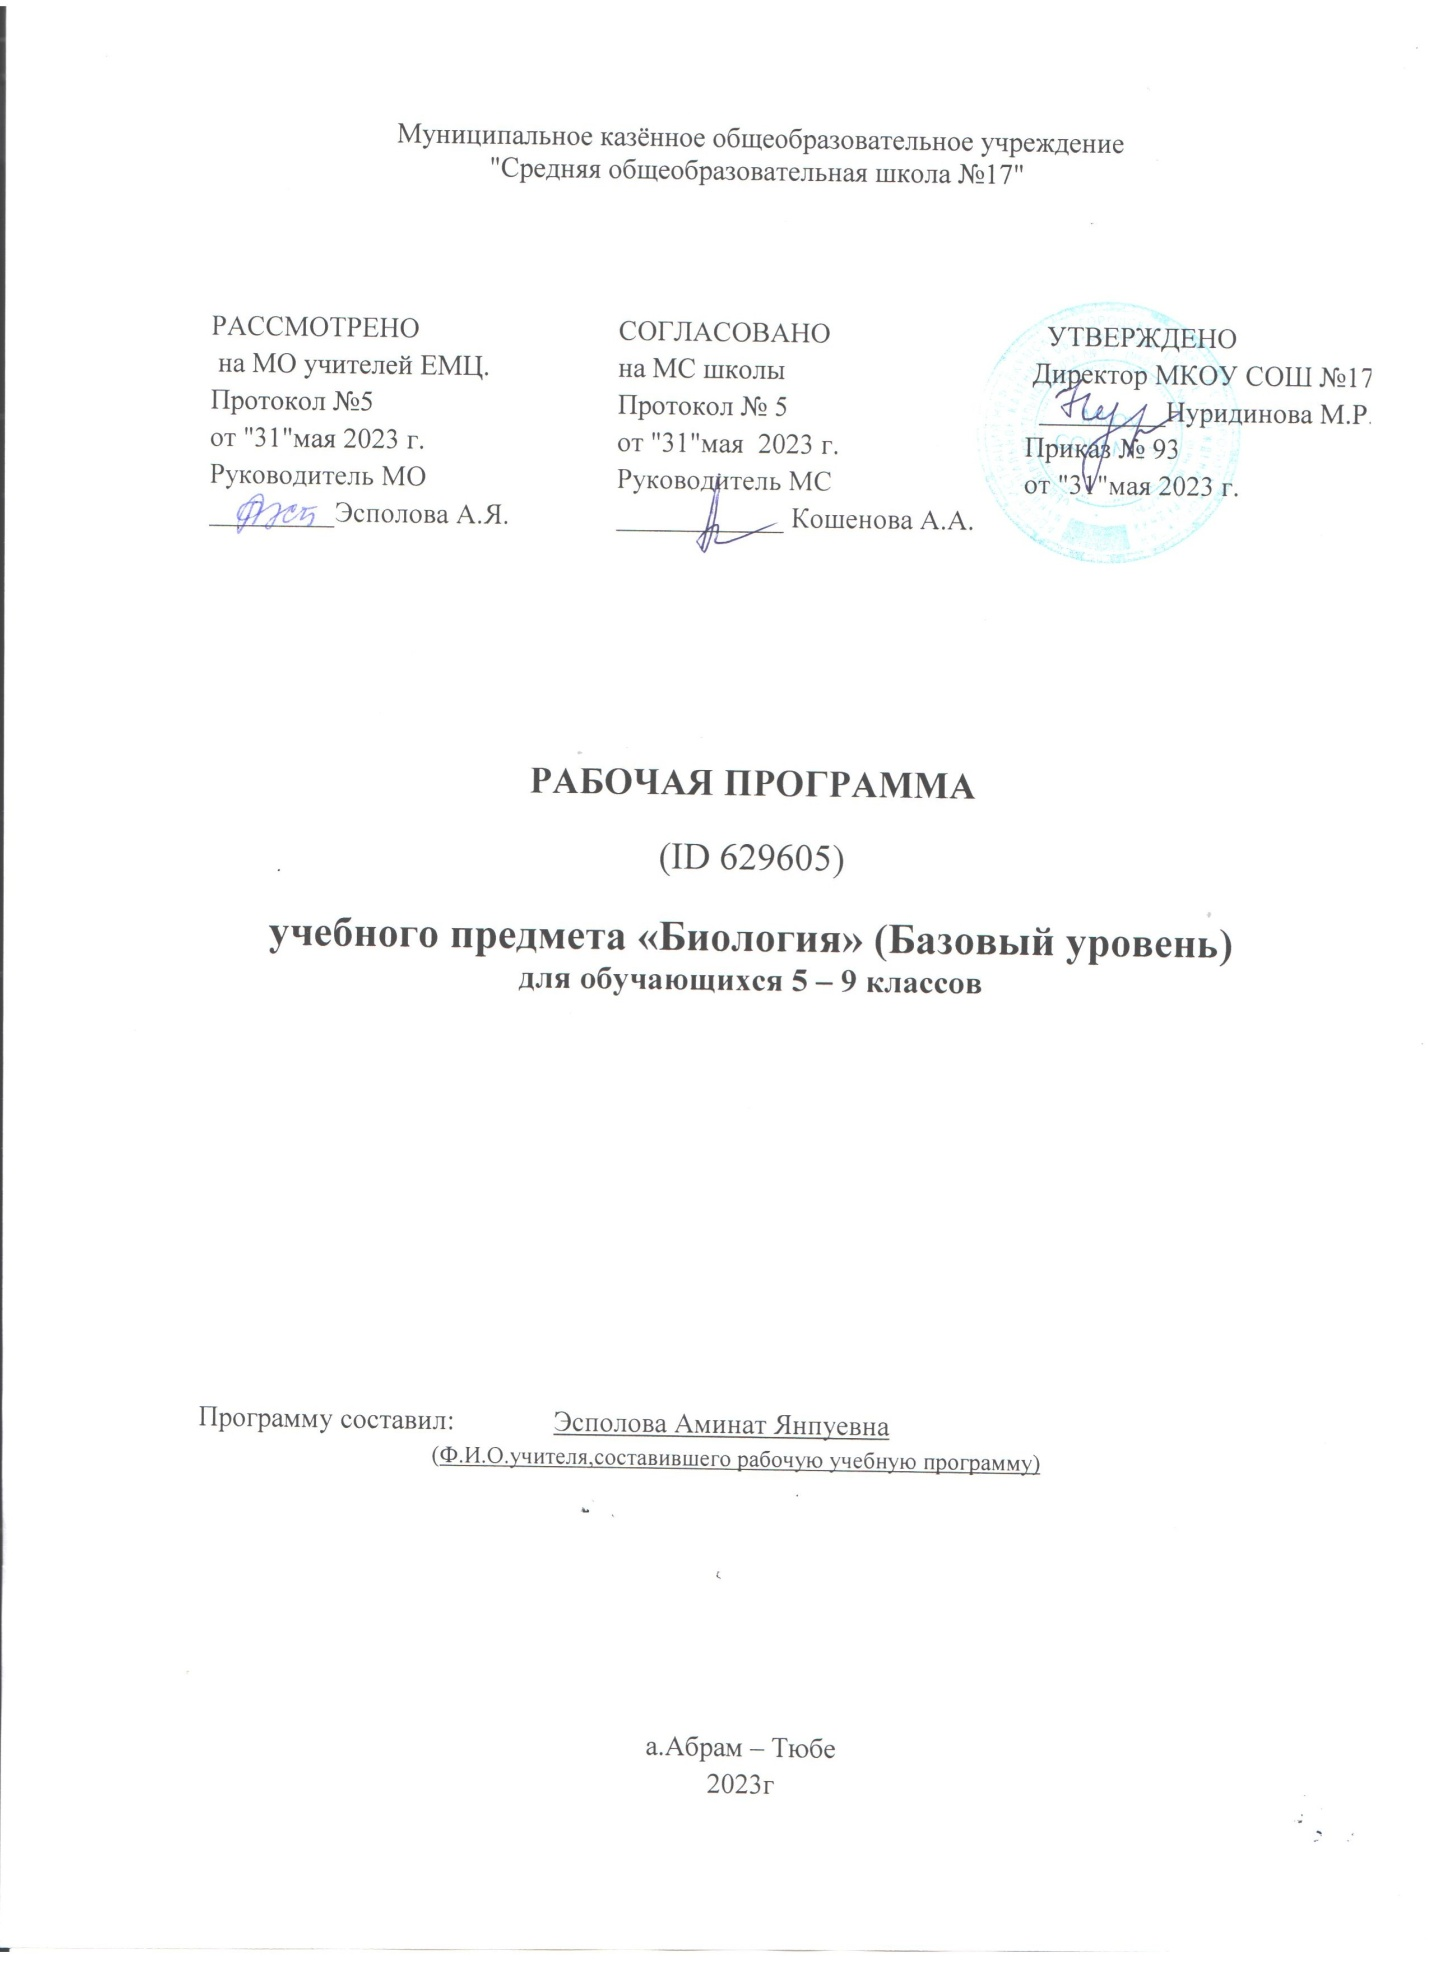 Муниципальное казённое общеобразовательное учреждение
"Средняя общеобразовательная школа №17"
РАССМОТРЕНО
на МО учителей ЕМЦ.
Протокол №5
от "31"мая 2023 г.
Руководитель МО
__________Эсполова А.Я.
СОГЛАСОВАНО
на МС школы
Протокол № 5
от "31"мая 2023 г.
Руководитель МС
_____________ Кошенова А.А.
УТВЕРЖДЕНО
Директор МКОУ СОШ №17
__________Нуридинова М.Р.
Приказ № 93
от "31"мая 2023 г.
РАБОЧАЯ ПРОГРАММА
(ID 629605)
учебного предмета «Биология» (Базовый уровень)
для обучающихся 5 – 9 классов
Программу составил: Эсполова Аминат Янпуевна
(Ф.И.О.учителя,составившего рабочую учебную программу)
а.Абрам – Тюбе
2023г